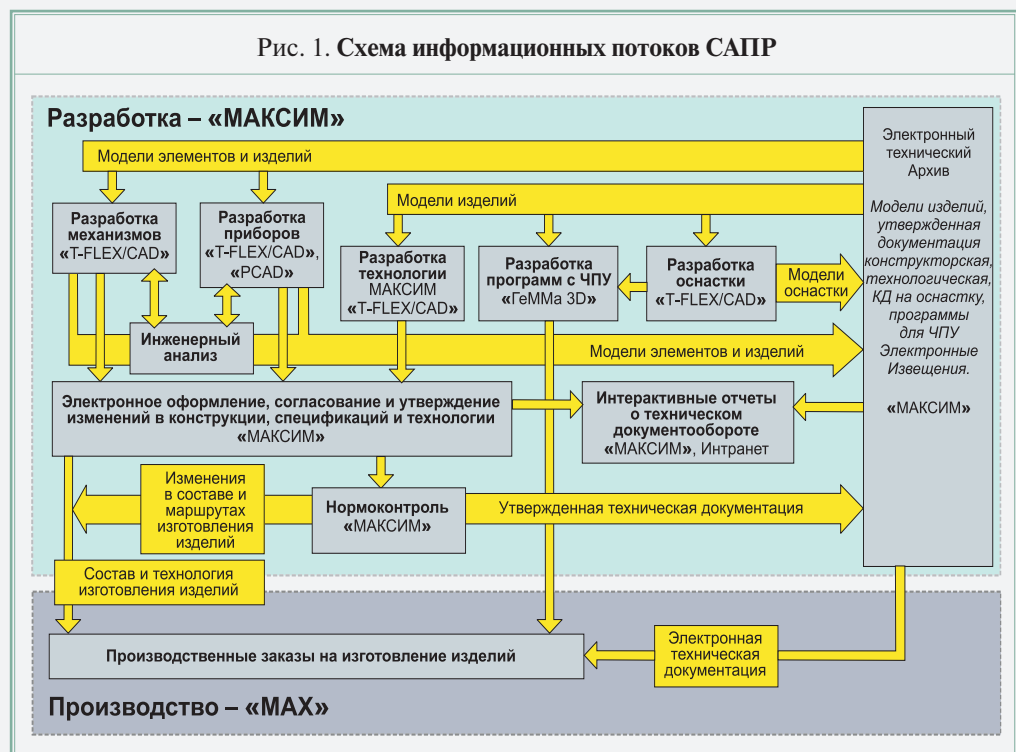 Рис. 1. Схема информационных потоков САПР
Разработка – «МАКСИМ»
Модели элементов и изделий
Электронный
технический
Архив
Модели изделий,
утвержденная
документация
конструкторская,
технологическая,
КД на оснастку,
программы
для ЧПУ
Электронные
Извещения.
«МАКСИМ»
Модели изделий
Разработка
механизмов
«T-FLEX/CAD»
Разработка
приборов
«T-FLEX/CAD»,
«PCAD»
Разработка
технологии
МАКСИМ
«T-FLEX/CAD»
Разработка
программ с ЧПУ
«ГеММа 3D»
Разработка
оснастки
«T-FLEX/CAD»
Модели
оснастки
Инженерный
анализ
Модели элементов и изделий
Электронное оформление, согласование и утверждение
изменений в конструкции, спецификаций и технологии
«МАКСИМ»
Интерактивные отчеты
о техническом
документообороте
«МАКСИМ», Интранет
Изменения
в составе и
маршрутах
изготовления
изделий
Нормоконтроль
«МАКСИМ»
Утвержденная техническая документация
Состав и технология
изготовления изделий
Производственные заказы на изготовление изделий
Электронная
техническая
документация
Производство – «МАХ»